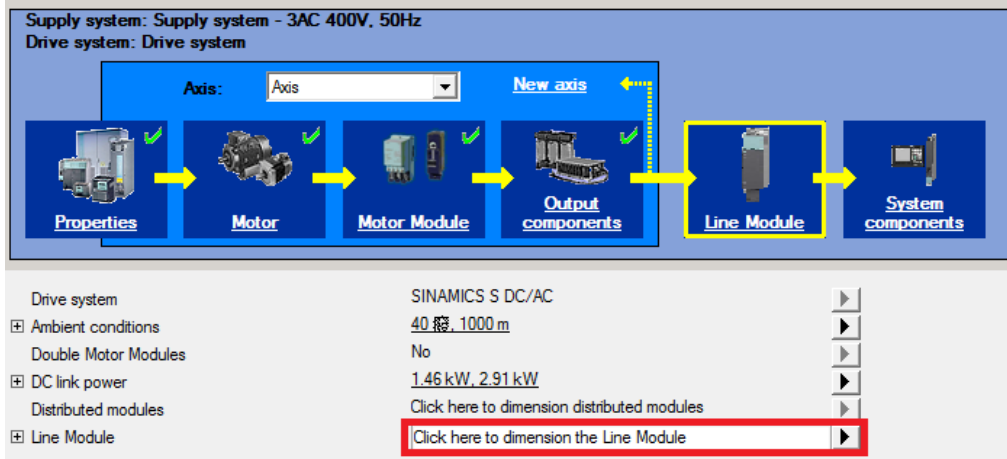 Supply system: Supply system - 3AC 400V, 50Hz
Drive system: Drive system
Axis: Axis New axis
Properties Motor Motor Module Output components Line Module System components
Drive system SINAMICS S DC/AC
Ambient conditions 40 , 1000 m
Double Motor Modules No
DC link power 1.46 kW, 2.91 kW
Distributed modules Click here to dimension distributed modules
Line Module Click here to dimension the Line Module